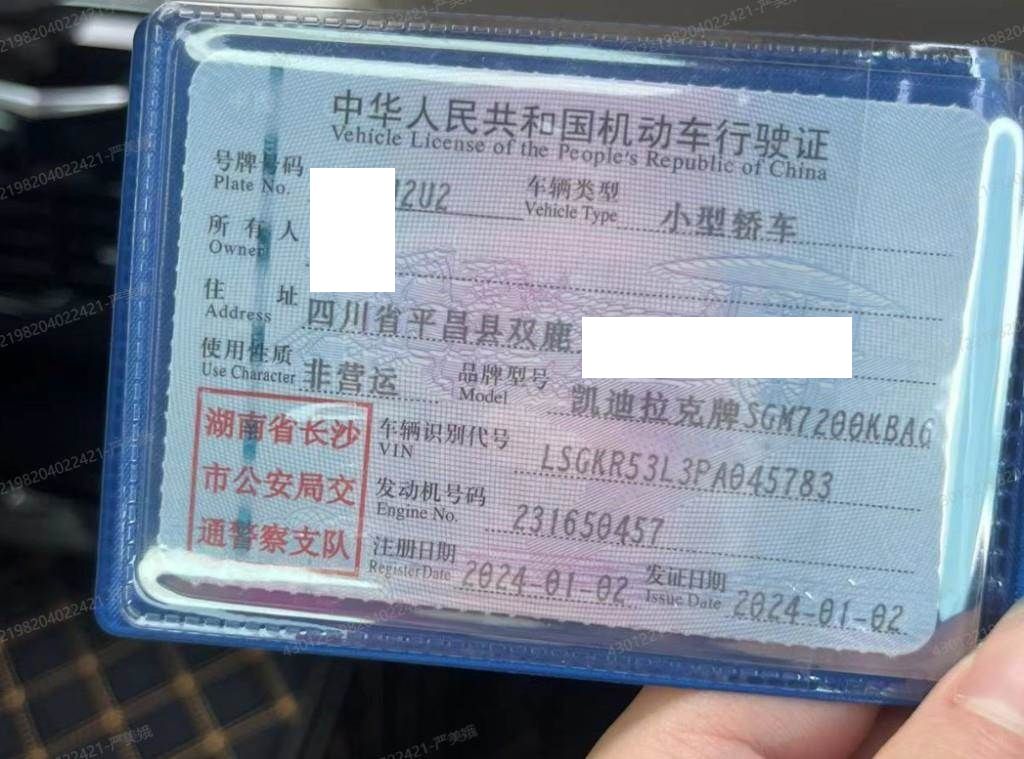 中华人民共和国机动车行驶证
Vehicle License of the People's Republic of China
号牌号码 2U2 车辆类型 小型轿车
Plate No. Vehicle Type
所有人
Owner
住址 四川省平昌县双鹿
Address
使用性质 非营运 品牌型号 凯迪拉克牌SGM7200KBAG
Use Character Model
湖南省长沙
市公安局交
通警察支队
车辆识别代号 LSGKR53L3PA045783
VIN
发动机号码 231650457
Engine No.
注册日期 2024-01-02 发证日期 2024-01-02
Register Date Issue Date